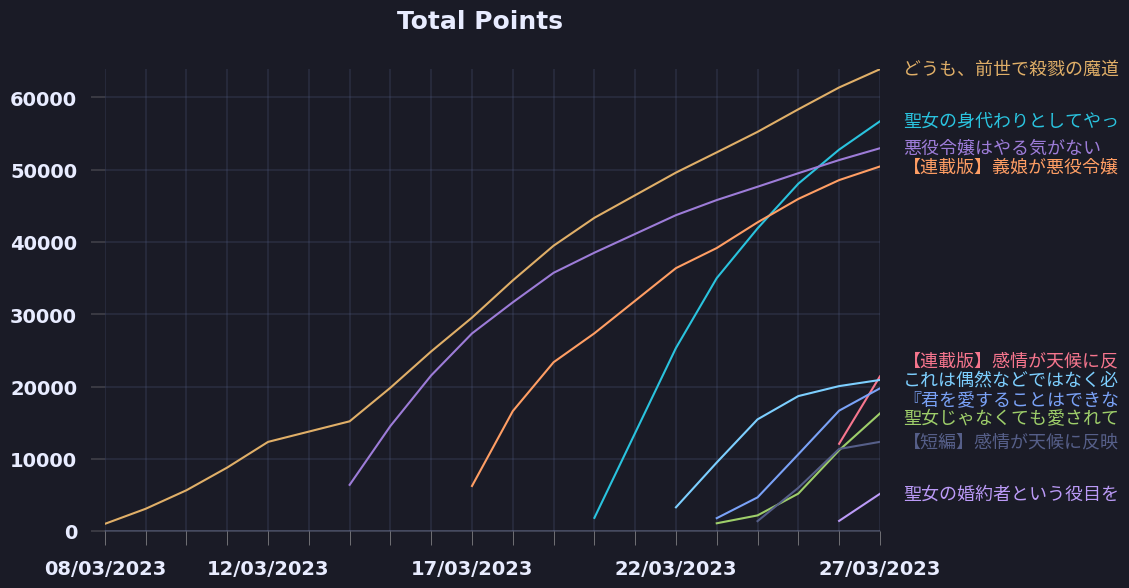 Total Points
60000
50000
40000
30000
20000
10000
0
08/03/2023
12/03/2023
17/03/2023
22/03/2023
27/03/2023
どうも、前世で殺戮の魔道
聖女の身代わりとしてやっ
悪役令嬢はやる気がない
【連載版】義娘が悪役令嬢
【連載版】感情が天候に反
これは偶然などではなく必
『君を愛することはできな
聖女じゃなくても愛されて
【短編】感情が天候に反映
聖女の婚約者という役目を